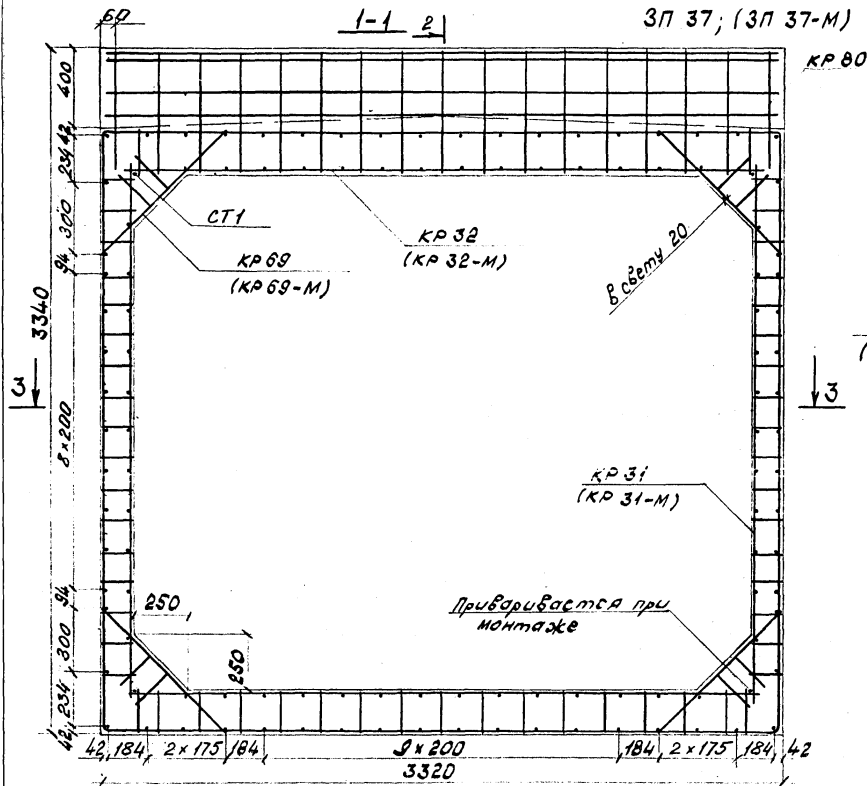 60
1-1
2
ЗП 37; (ЗП 37-М)
КР 80
400
42
234
300
94
3340
8×200
94
300
234
42
СТ1
КР 69
(КР 69-М)
КР 32
(КР 32-М)
В свету 20
3
3
(
КР 31
(КР 31-М)
250
250
Приваривается при
монтаже
42 184 2×175 184 9×200 184 2×175 184 42
3320